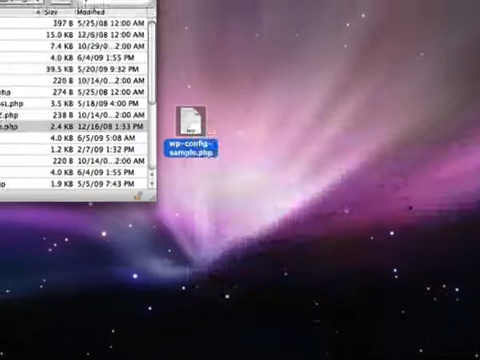 Size Modified
397 B 5/25/08 12:00 AM
15.0 KB 12/6/08 12:00 AM
7.4 KB 10/29/0...2:00 AM
4.0 KB 6/4/09 1:55 PM
39.5 KB 5/20/09 9:32 PM
220 B 10/14/0...2:00 AM
php 274 B 5/25/08 12:00 AM
st.php 3.5 KB 5/18/09 4:00 PM
.php 238 B 10/14/0...2:00 AM
.php 2.4 KB 12/16/08 1:33 PM
4.0 KB 6/5/09 5:08 AM
1.2 KB 2/7/09 1:32 PM
220 B 10/14/0...2:00 AM
4.0 KB 6/4/09 1:55 PM
p 1.9 KB 5/5/09 7:43 PM
PHP
wp-config-
sample.php